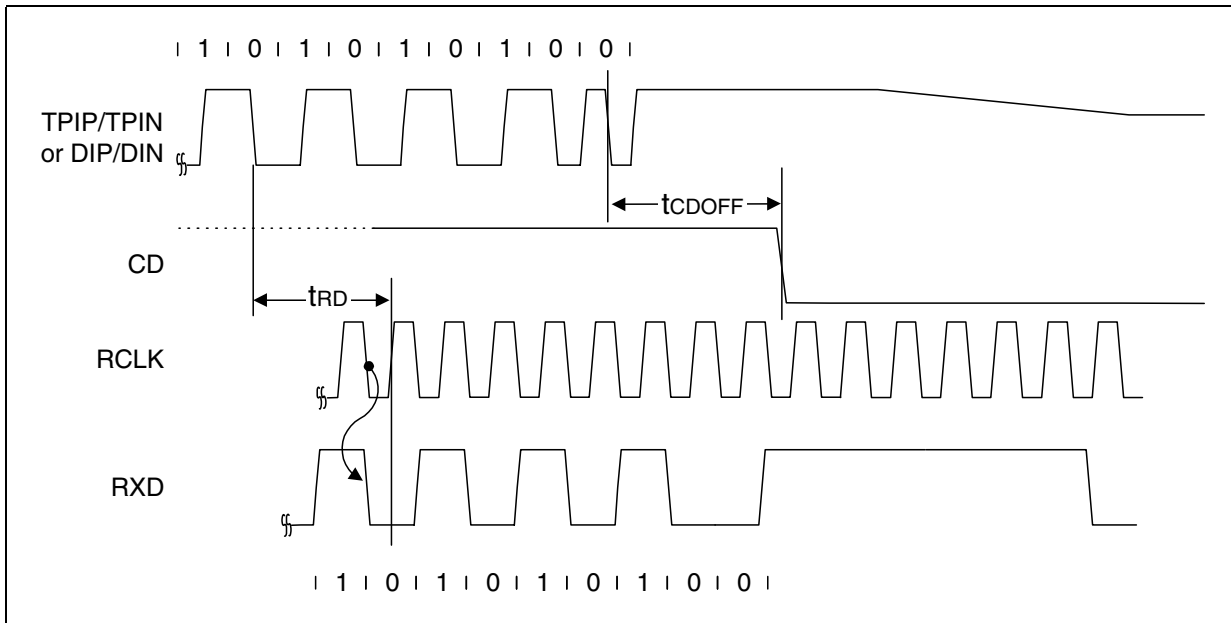 1 0 1 0 1 0 1 0 0
TPIP/TPIN
or DIP/DIN
tCDOFF
CD
tRD
RCLK
RXD
1 0 1 0 1 0 1 0 0